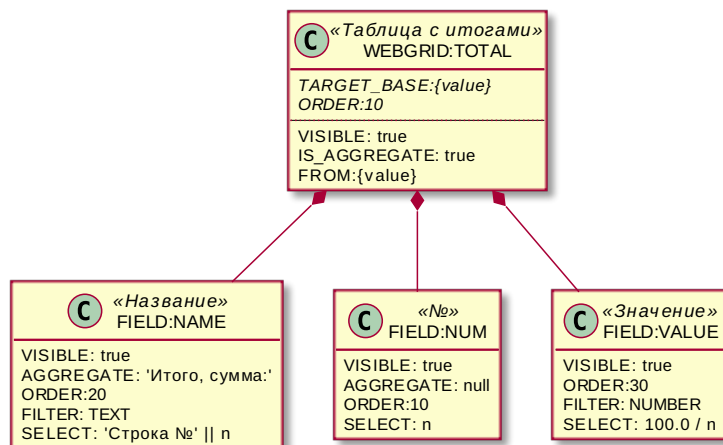 C «Таблица с итогами»
WEBGRID:TOTAL
TARGET_BASE:{value}
ORDER:10
VISIBLE: true
IS_AGGREGATE: true
FROM:{value}
C «Название»
FIELD:NAME
VISIBLE: true
AGGREGATE: 'Итого, сумма:'
ORDER:20
FILTER: TEXT
SELECT: 'Строка №' || n
C «№»
FIELD:NUM
VISIBLE: true
AGGREGATE: null
ORDER:10
SELECT: n
C «Значение»
FIELD:VALUE
VISIBLE: true
ORDER:30
FILTER: NUMBER
SELECT: 100.0 / n